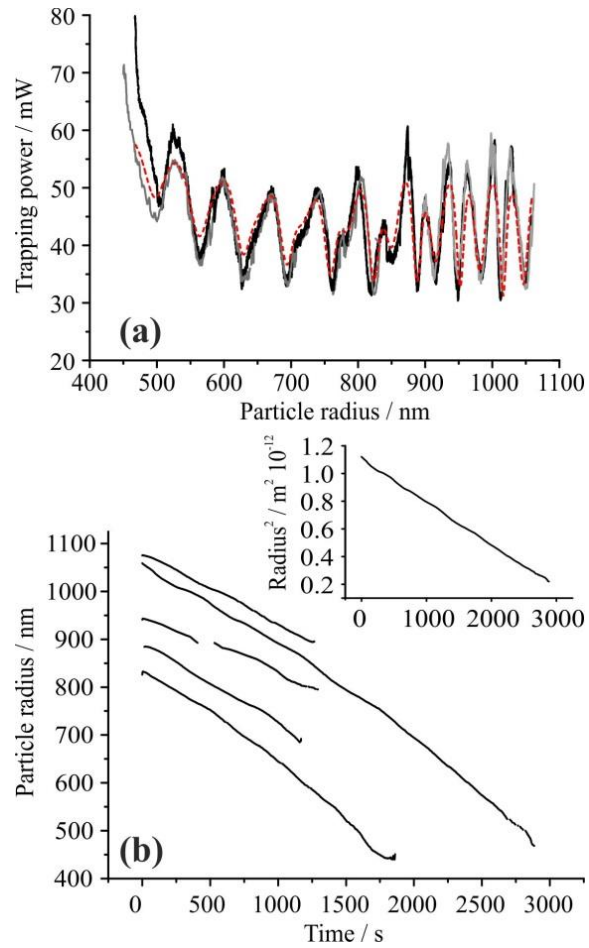 80
70
60
50
40
30
20
Trapping power / mW
(a)
400 500 600 700 800 900 1000 1100
Particle radius / nm
1.2
1.0
0.8
0.6
0.4
0.2
Radius² / m² 10⁻¹²
0 1000 2000 3000
1100
1000
900
800
700
600
500
400
Particle radius / nm
(b)
0 500 1000 1500 2000 2500 3000
Time / s